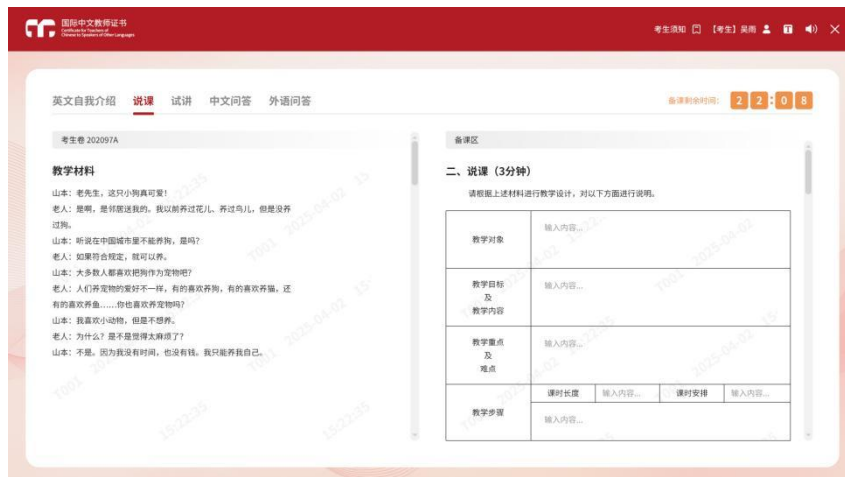 国际中文教师证书
Certificate for Teachers of
Chinese to Speakers of Other Languages
考生须知 【考生】吴雨
英文自我介绍 说课 试讲 中文问答 外语问答
备课剩余时间: 22:08
考生卷 202097A
教学材料
山本：老先生，这只小狗真可爱！
老人：是啊，是邻居送我的。我以前养过花儿、养过鸟儿，但是没养
过狗。
山本：听说在中国城市里不能养狗，是吗？
老人：如果符合规定，就可以养。
山本：大多数人都喜欢把狗作为宠物吧？
老人：人们养宠物的爱好不一样，有的喜欢养狗，有的喜欢养猫，还
有的喜欢养鱼……你也喜欢养宠物吗？
山本：我喜欢小动物，但是不想养。
老人：为什么？是不是觉得太麻烦了？
山本：不是。因为我没有时间，也没有钱。我只能养我自己。
备课区
二、说课（3分钟）
请根据上述材料进行教学设计，对以下方面进行说明。
教学对象
输入内容...
教学目标
及
教学内容
输入内容...
教学重点
及
难点
输入内容...
教学步骤
课时长度 输入内容... 课时安排 输入内容...
输入内容...
T001 2025-04-02 15:22:35